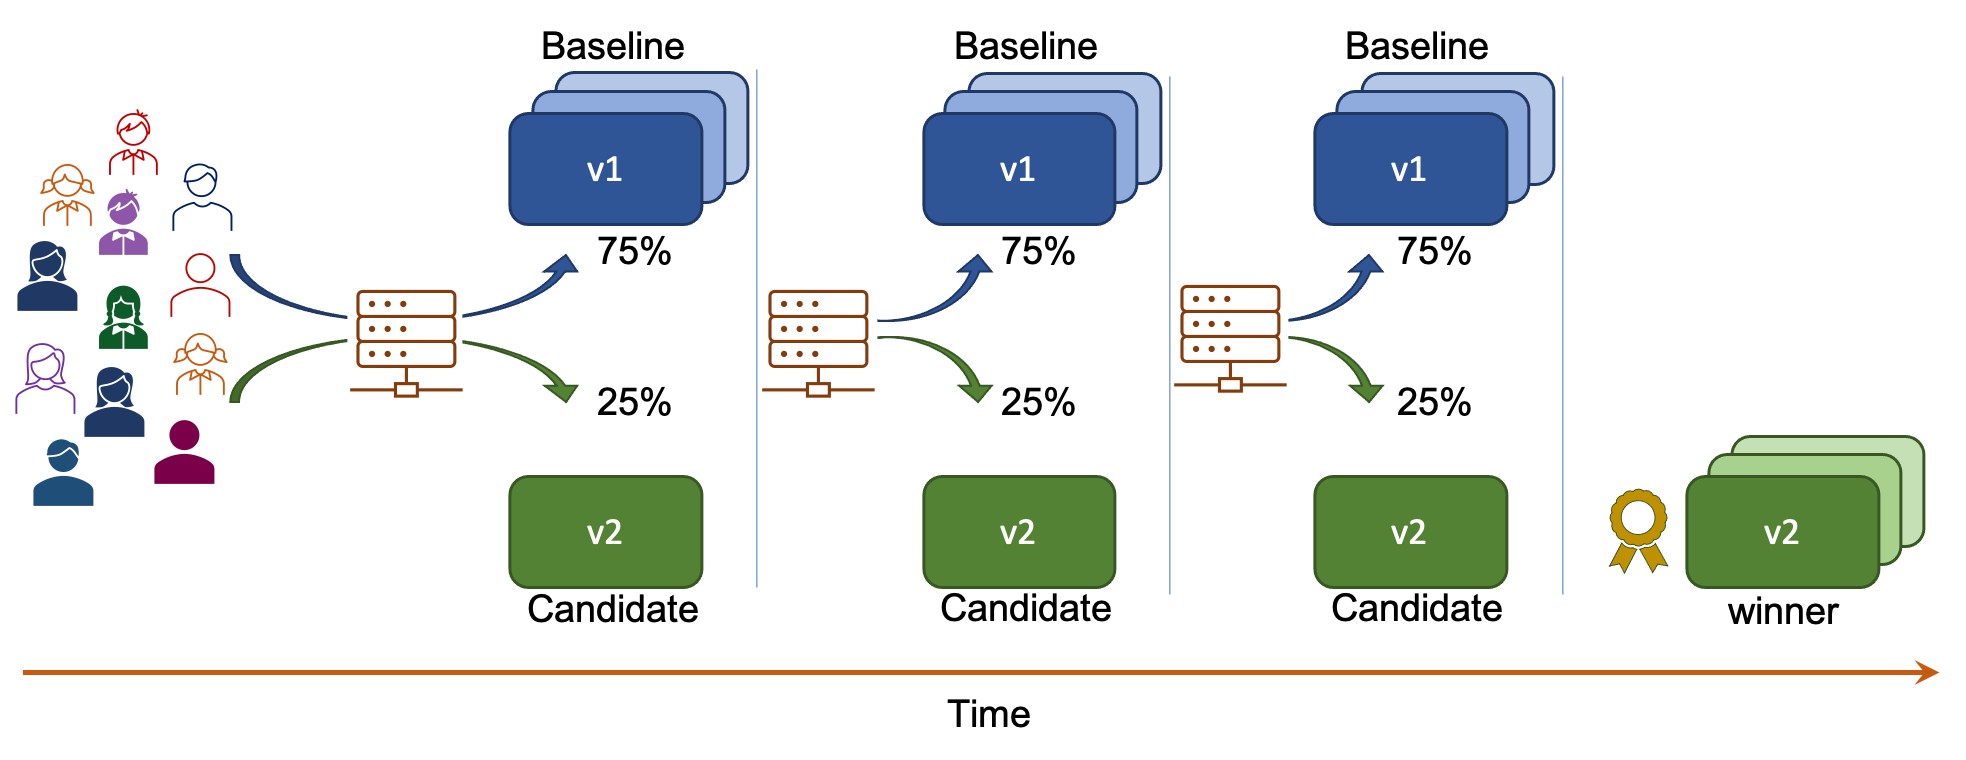 Baseline
Baseline
Baseline
v1
v1
v1
75%
75%
75%
25%
25%
25%
v2
v2
v2
v2
Candidate
Candidate
Candidate
winner
Time